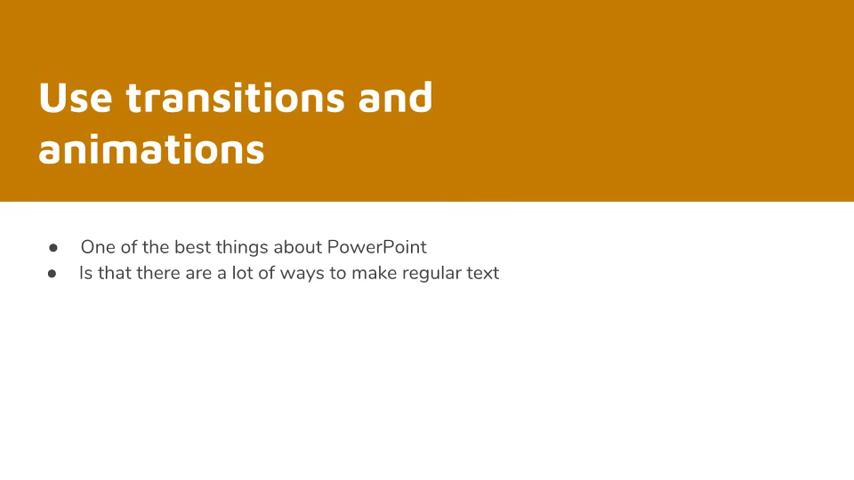 Use transitions and
animations
● One of the best things about PowerPoint
● Is that there are a lot of ways to make regular text